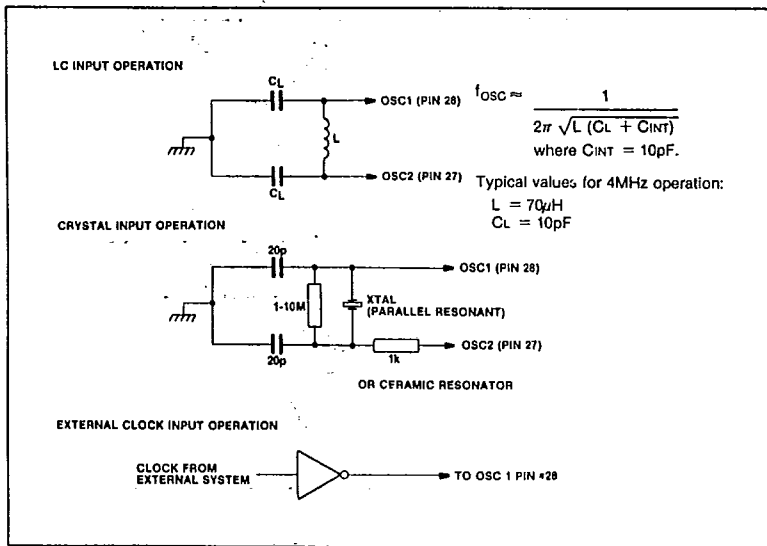 LC INPUT OPERATION
CL
OSC1 (PIN 28)
L
CL
OSC2 (PIN 27)
fOSC ≈ 1
2π √L (CL + CINT)
where CINT = 10pF.
Typical values for 4MHz operation:
L = 70µH
CL = 10pF
CRYSTAL INPUT OPERATION
20p
OSC1 (PIN 28)
1-10M
XTAL
(PARALLEL RESONANT)
20p
1k
OSC2 (PIN 27)
OR CERAMIC RESONATOR
EXTERNAL CLOCK INPUT OPERATION
CLOCK FROM
EXTERNAL SYSTEM
TO OSC 1 PIN #28